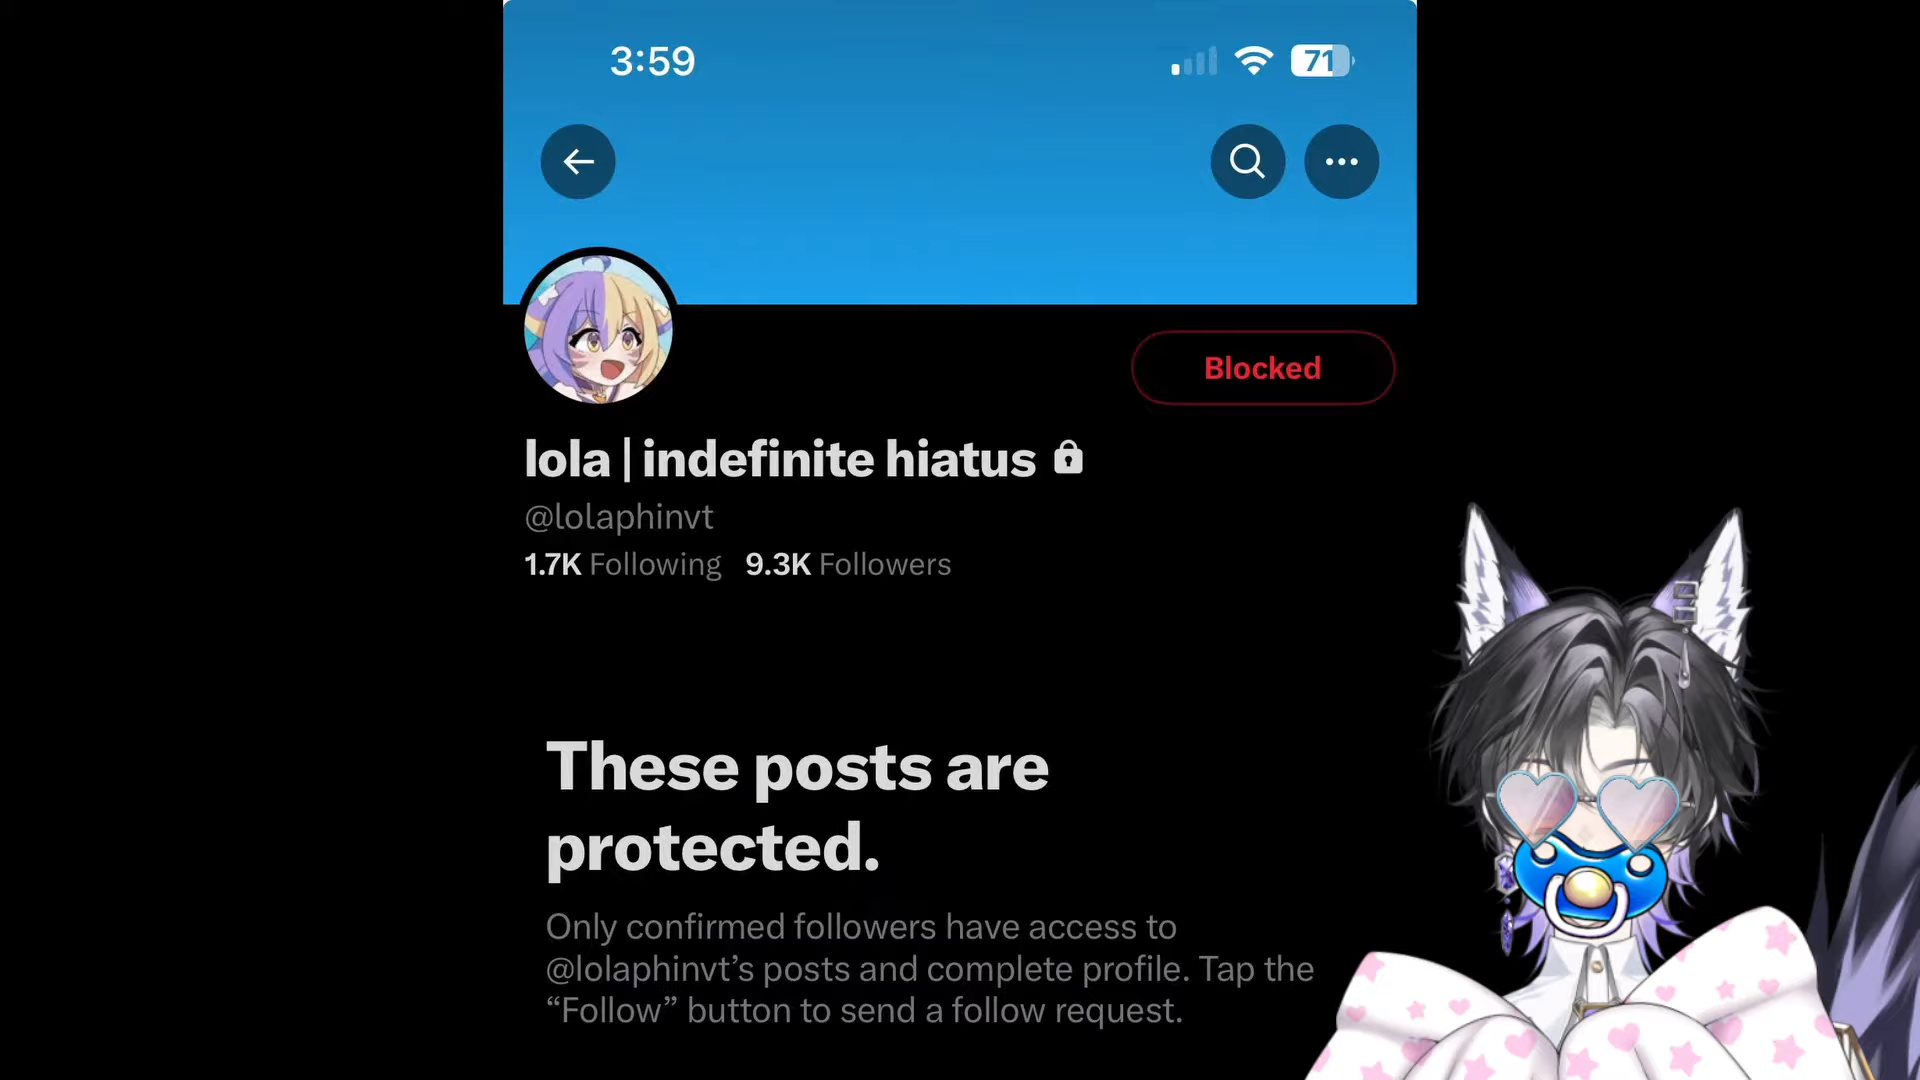 3:59
71
Blocked
lola | indefinite hiatus
@lolaphinvt
1.7K Following 9.3K Followers
These posts are
protected.
Only confirmed followers have access to
@lolaphinvt’s posts and complete profile. Tap the
“Follow” button to send a follow request.